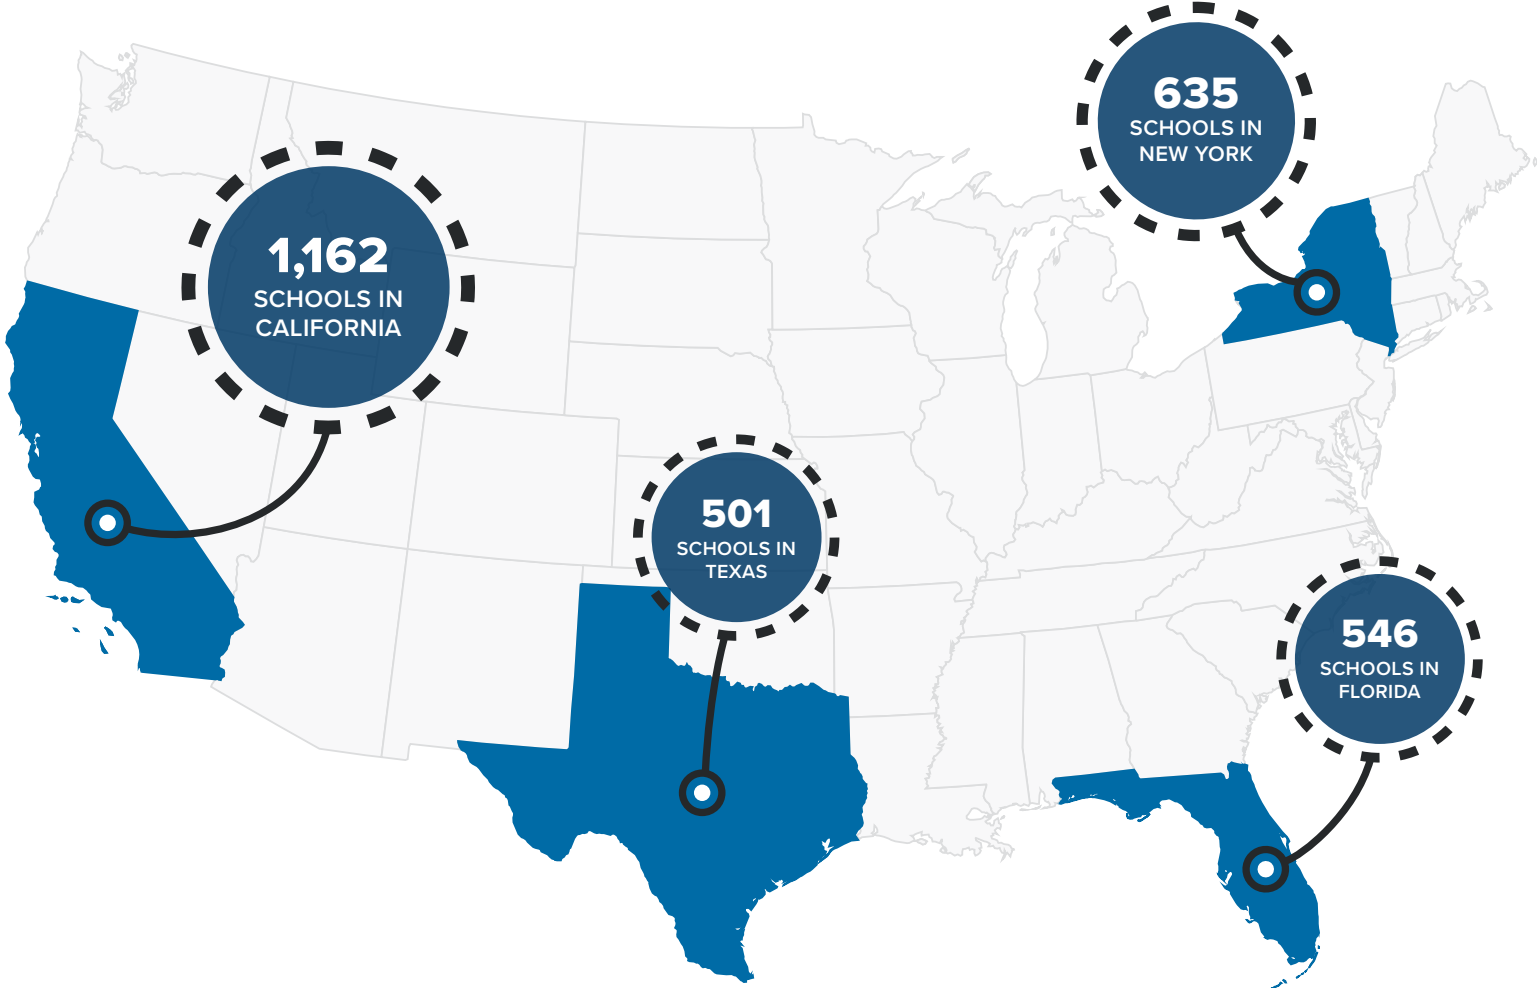 635
SCHOOLS IN
NEW YORK
1,162
SCHOOLS IN
CALIFORNIA
501
SCHOOLS IN
TEXAS
546
SCHOOLS IN
FLORIDA